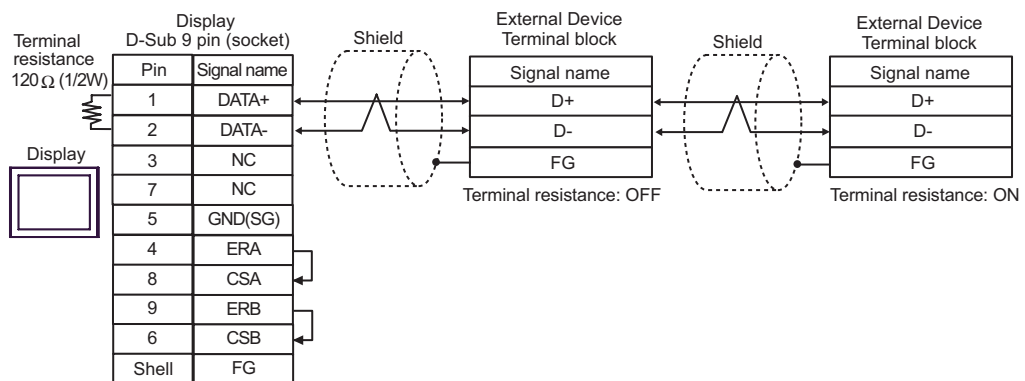 Display
D-Sub 9 pin (socket)
Terminal
resistance
120Ω (1/2W)
Pin Signal name
1 DATA+
2 DATA-
3 NC
7 NC
5 GND(SG)
4 ERA
8 CSA
9 ERB
6 CSB
Shell FG
Display
Shield
External Device
Terminal block
Signal name
D+
D-
FG
Terminal resistance: OFF
Shield
External Device
Terminal block
Signal name
D+
D-
FG
Terminal resistance: ON